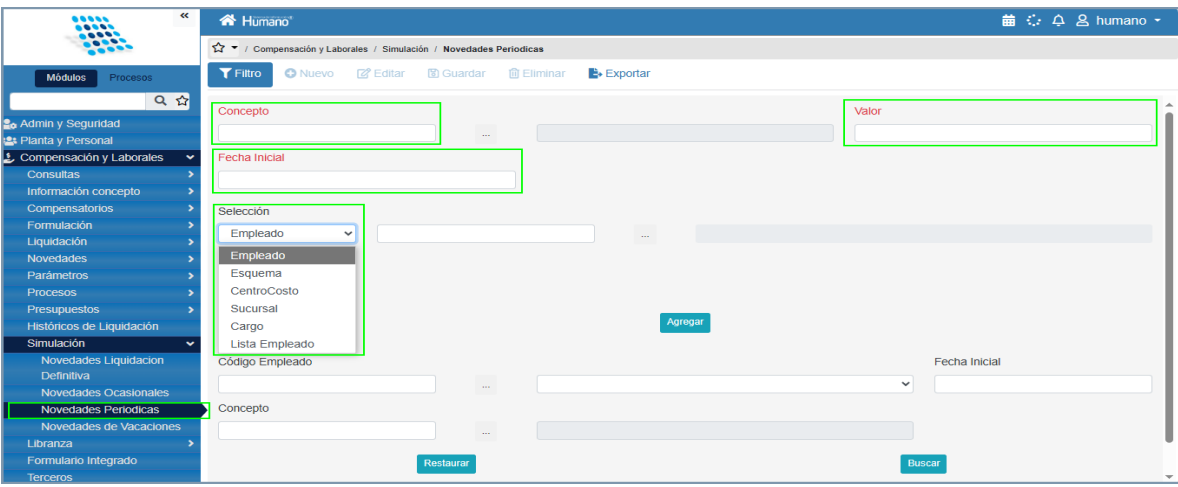 Humano®
humano
/ Compensación y Laborales / Simulación / Novedades Periodicas
Módulos Procesos
Filtro Nuevo Editar Guardar Eliminar Exportar
Admin y Seguridad
Planta y Personal
Compensación y Laborales
Consultas
Información concepto
Compensatorios
Formulación
Liquidación
Novedades
Parámetros
Procesos
Presupuestos
Históricos de Liquidación
Simulación
Novedades Liquidacion
Definitiva
Novedades Ocasionales
Novedades Periodicas
Novedades de Vacaciones
Libranza
Formulario Integrado
Terceros
Concepto
...
Valor
Fecha Inicial
Selección
Empleado
...
Empleado
Esquema
CentroCosto
Sucursal
Cargo
Lista Empleado
Agregar
Código Empleado
...
Fecha Inicial
Concepto
...
Restaurar
Buscar